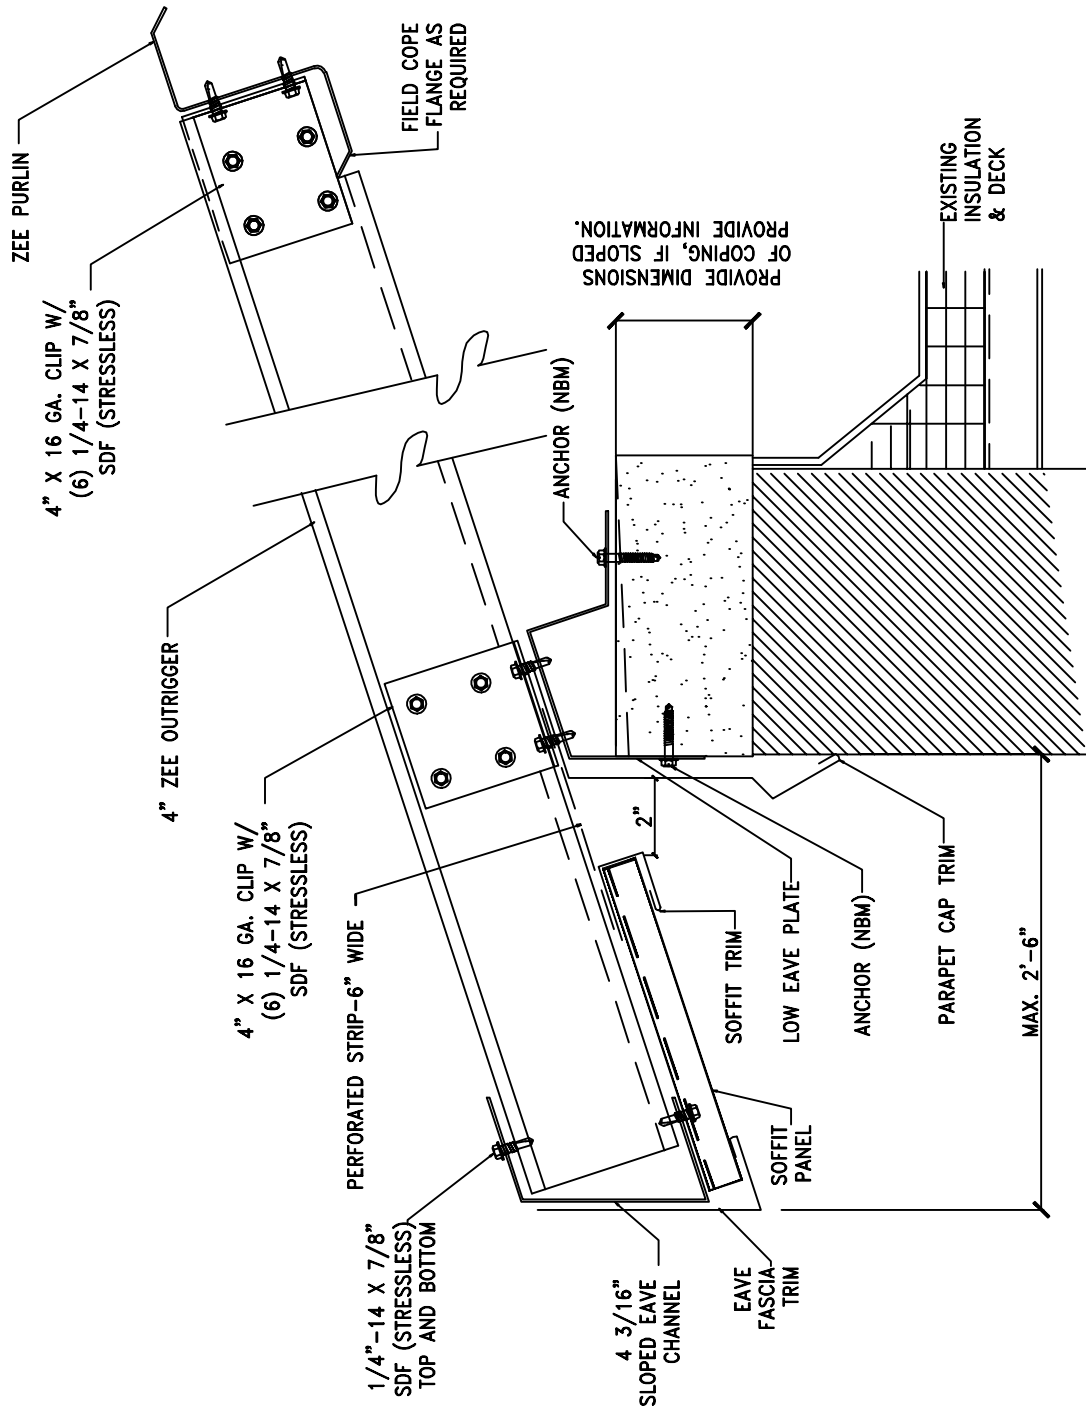 ZEE PURLIN
4” X 16 GA. CLIP W/
(6) 1/4-14 X 7/8”
SDF (STRESSLESS)
FIELD COPE
FLANGE AS
REQUIRED
4” ZEE OUTRIGGER
4” X 16 GA. CLIP W/
(6) 1/4-14 X 7/8”
SDF (STRESSLESS)
PERFORATED STRIP-6” WIDE
1/4”-14 X 7/8”
SDF (STRESSLESS)
TOP AND BOTTOM
4 3/16”
SLOPED EAVE
CHANNEL
EAVE
FASCIA
TRIM
SOFFIT
PANEL
SOFFIT TRIM
2”
LOW EAVE PLATE
ANCHOR (NBM)
PARAPET CAP TRIM
MAX. 2’-6”
ANCHOR (NBM)
PROVIDE DIMENSIONS
OF COPING, IF SLOPED
PROVIDE INFORMATION.
EXISTING
INSULATION
& DECK